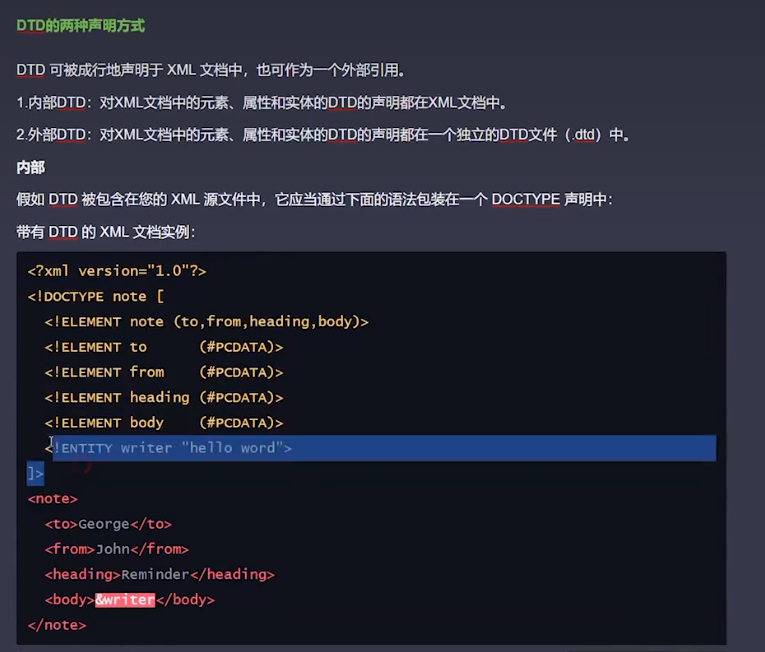 DTD的两种声明方式
DTD 可被成行地声明于 XML 文档中，也可作为一个外部引用。
1.内部DTD：对XML文档中的元素、属性和实体的DTD的声明都在XML文档中。
2.外部DTD：对XML文档中的元素、属性和实体的DTD的声明都在一个独立的DTD文件（.dtd）中。
内部
假如 DTD 被包含在您的 XML 源文件中，它应当通过下面的语法包装在一个 DOCTYPE 声明中：
带有 DTD 的 XML 文档实例：
<?xml version="1.0"?>
<!DOCTYPE note [
  <!ELEMENT note (to,from,heading,body)>
  <!ELEMENT to      (#PCDATA)>
  <!ELEMENT from    (#PCDATA)>
  <!ELEMENT heading (#PCDATA)>
  <!ELEMENT body    (#PCDATA)>
  <!ENTITY writer "hello word">
]>
<note>
  <to>George</to>
  <from>John</from>
  <heading>Reminder</heading>
  <body>&writer</body>
</note>